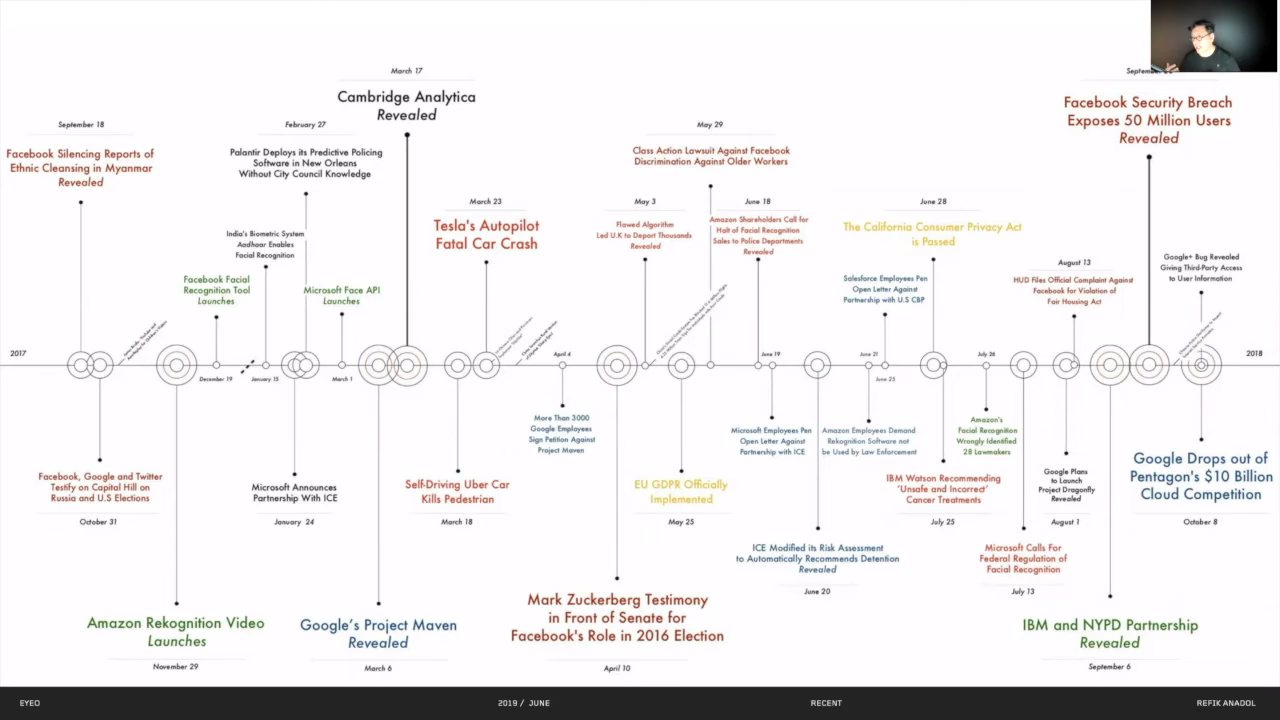 March 17
Cambridge Analytica
Revealed
September
Facebook Security Breach
Exposes 50 Million Users
Revealed
September 18
Facebook Silencing Reports of
Ethnic Cleansing in Myanmar
Revealed
February 27
Palantir Deploys its Predictive Policing
Software in New Orleans
Without City Council Knowledge
May 29
Class Action Lawsuit Against Facebook
Discrimination Against Older Workers
March 23
Tesla's Autopilot
Fatal Car Crash
May 3
Flawed Algorithm
Led U.K to Deport Thousands
Revealed
June 18
Amazon Shareholders Call for
Halt of Facial Recognition
Sales to Police Departments
Revealed
June 28
The California Consumer Privacy Act
is Passed
India's Biometric System
Aadhaar Enables
Facial Recognition
Facebook Facial
Recognition Tool
Launches
Microsoft Face API
Launches
Salesforce Employees Pen
Open Letter Against
Partnership with U.S CBP
August 13
HUD Files Official Complaint Against
Facebook for Violation of
Fair Housing Act
Google+ Bug Revealed
Giving Third-Party Access
to User Information
2017
December 19
January 15
March 1
April 4
June 19
June 21
June 25
July 26
2018
More Than 3000
Google Employees
Sign Petition Against
Project Maven
Microsoft Employees Pen
Open Letter Against
Partnership with ICE
Amazon Employees Demand
Rekognition Software not
be Used by Law Enforcement
Amazon's
Facial Recognition
Wrongly Identified
28 Lawmakers
Facebook, Google and Twitter
Testify on Capital Hill on
Russia and U.S Elections
October 31
Microsoft Announces
Partnership With ICE
January 24
Self-Driving Uber Car
Kills Pedestrian
March 18
EU GDPR Officially
Implemented
May 25
IBM Watson Recommending
'Unsafe and Incorrect'
Cancer Treatments
July 25
Google Plans
to Launch
Project Dragonfly
Revealed
August 1
Google Drops out of
Pentagon's $10 Billion
Cloud Competition
October 8
ICE Modified its Risk Assessment
to Automatically Recommends Detention
Revealed
June 20
Microsoft Calls For
Federal Regulation of
Facial Recognition
July 13
Amazon Rekognition Video
Launches
November 29
Google's Project Maven
Revealed
March 6
Mark Zuckerberg Testimony
in Front of Senate for
Facebook's Role in 2016 Election
April 10
IBM and NYPD Partnership
Revealed
September 6
EYEO
2019 / JUNE
RECENT
REFIK ANADOL